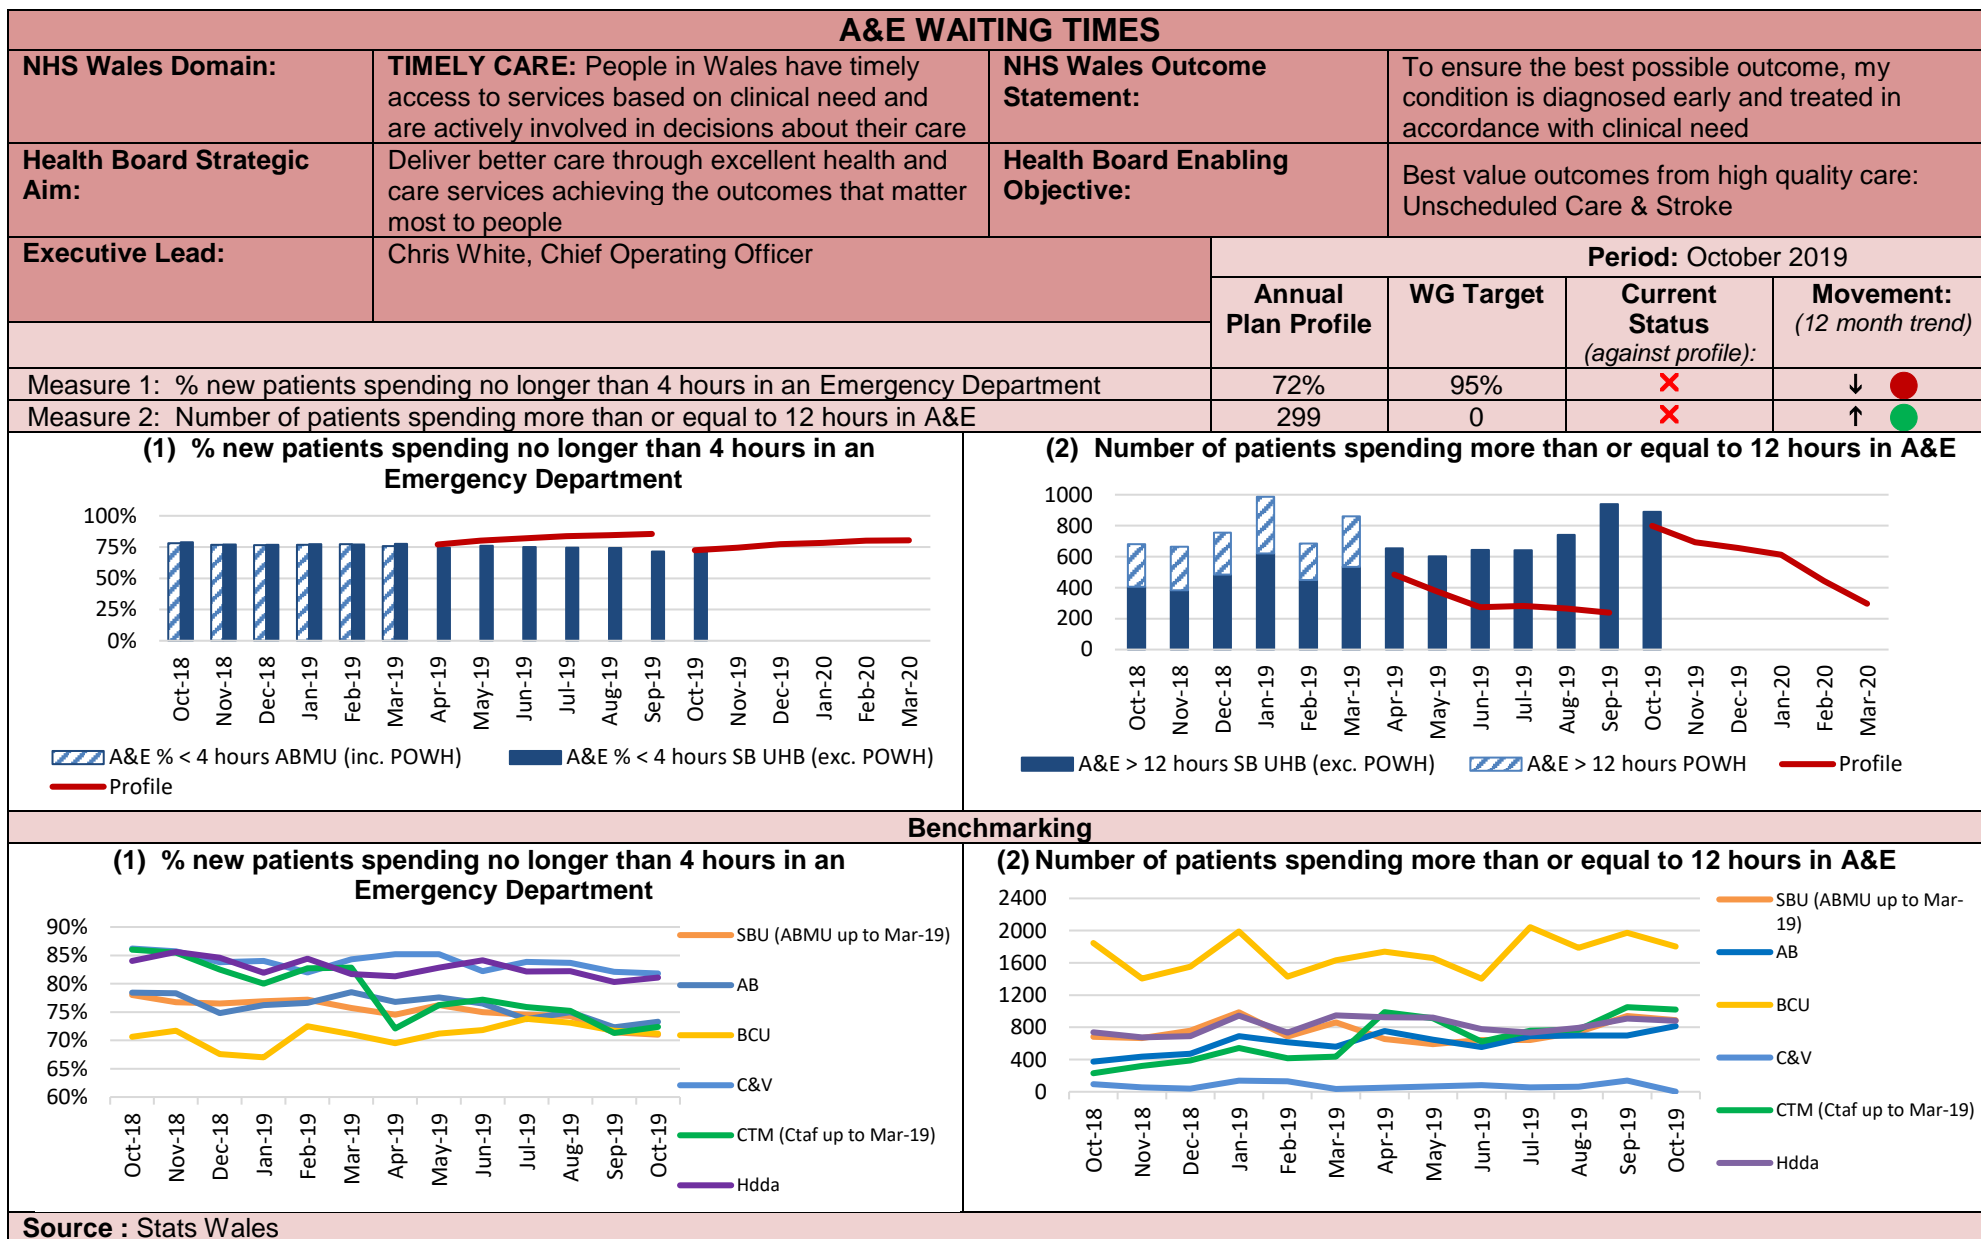 A&E WAITING TIMES
NHS Wales Domain:
TIMELY CARE: People in Wales have timely
access to services based on clinical need and
are actively involved in decisions about their care
NHS Wales Outcome
Statement:
To ensure the best possible outcome, my
condition is diagnosed early and treated in
accordance with clinical need
Health Board Strategic
Aim:
Deliver better care through excellent health and
care services achieving the outcomes that matter
most to people
Health Board Enabling
Objective:
Best value outcomes from high quality care:
Unscheduled Care & Stroke
Executive Lead:
Chris White, Chief Operating Officer
Period: October 2019
Annual
Plan Profile
WG Target
Current
Status
(against profile):
Movement:
(12 month trend)
Measure 1: % new patients spending no longer than 4 hours in an Emergency Department
72%
95%
✕
↓
Measure 2: Number of patients spending more than or equal to 12 hours in A&E
299
0
✕
↑
(1) % new patients spending no longer than 4 hours in an
Emergency Department
100%
75%
50%
25%
0%
Oct-18
Nov-18
Dec-18
Jan-19
Feb-19
Mar-19
Apr-19
May-19
Jun-19
Jul-19
Aug-19
Sep-19
Oct-19
Nov-19
Dec-19
Jan-20
Feb-20
Mar-20
A&E % < 4 hours ABMU (inc. POWH)
A&E % < 4 hours SB UHB (exc. POWH)
Profile
(2) Number of patients spending more than or equal to 12 hours in A&E
1000
800
600
400
200
0
Oct-18
Nov-18
Dec-18
Jan-19
Feb-19
Mar-19
Apr-19
May-19
Jun-19
Jul-19
Aug-19
Sep-19
Oct-19
Nov-19
Dec-19
Jan-20
Feb-20
Mar-20
A&E > 12 hours SB UHB (exc. POWH)
A&E > 12 hours POWH
Profile
Benchmarking
(1) % new patients spending no longer than 4 hours in an
Emergency Department
90%
85%
80%
75%
70%
65%
60%
Oct-18
Nov-18
Dec-18
Jan-19
Feb-19
Mar-19
Apr-19
May-19
Jun-19
Jul-19
Aug-19
Sep-19
Oct-19
SBU (ABMU up to Mar-19)
AB
BCU
C&V
CTM (Ctaf up to Mar-19)
Hdda
(2) Number of patients spending more than or equal to 12 hours in A&E
2400
2000
1600
1200
800
400
0
Oct-18
Nov-18
Dec-18
Jan-19
Feb-19
Mar-19
Apr-19
May-19
Jun-19
Jul-19
Aug-19
Sep-19
Oct-19
SBU (ABMU up to Mar-
19)
AB
BCU
C&V
CTM (Ctaf up to Mar-19)
Hdda
Source : Stats Wales